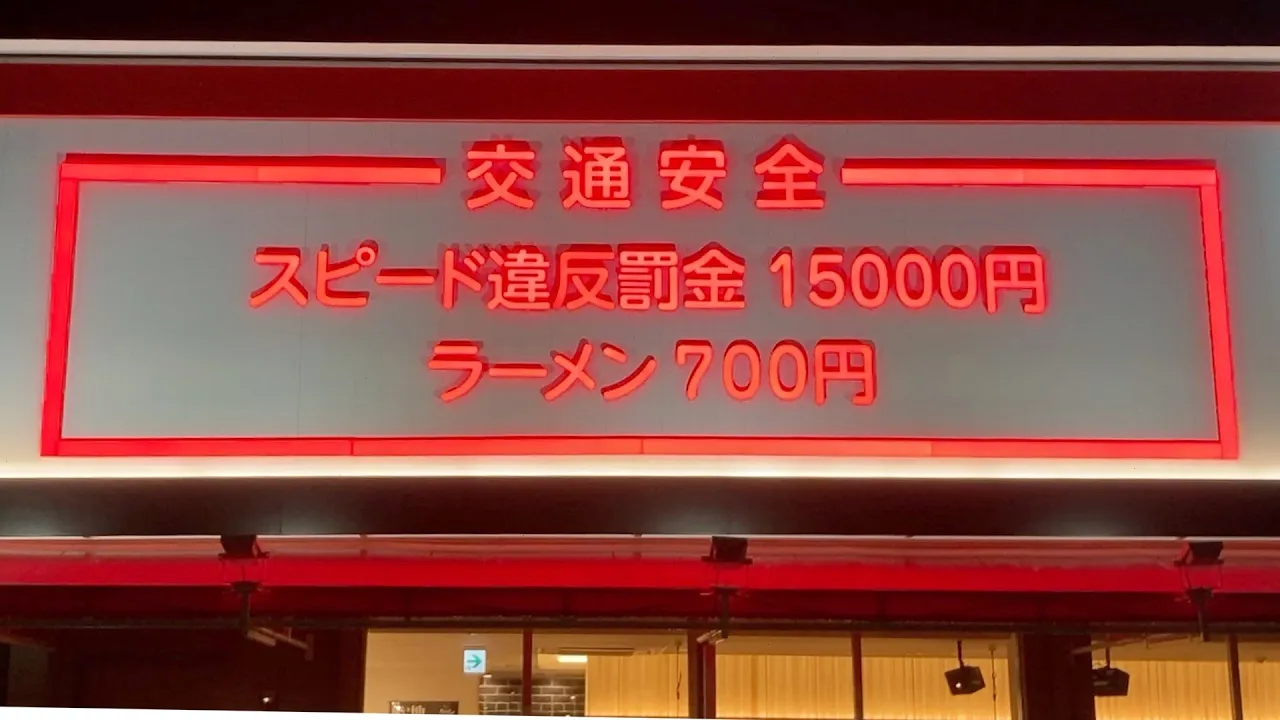 交通安全
スピード違反罰金 15000円
ラーメン 700円